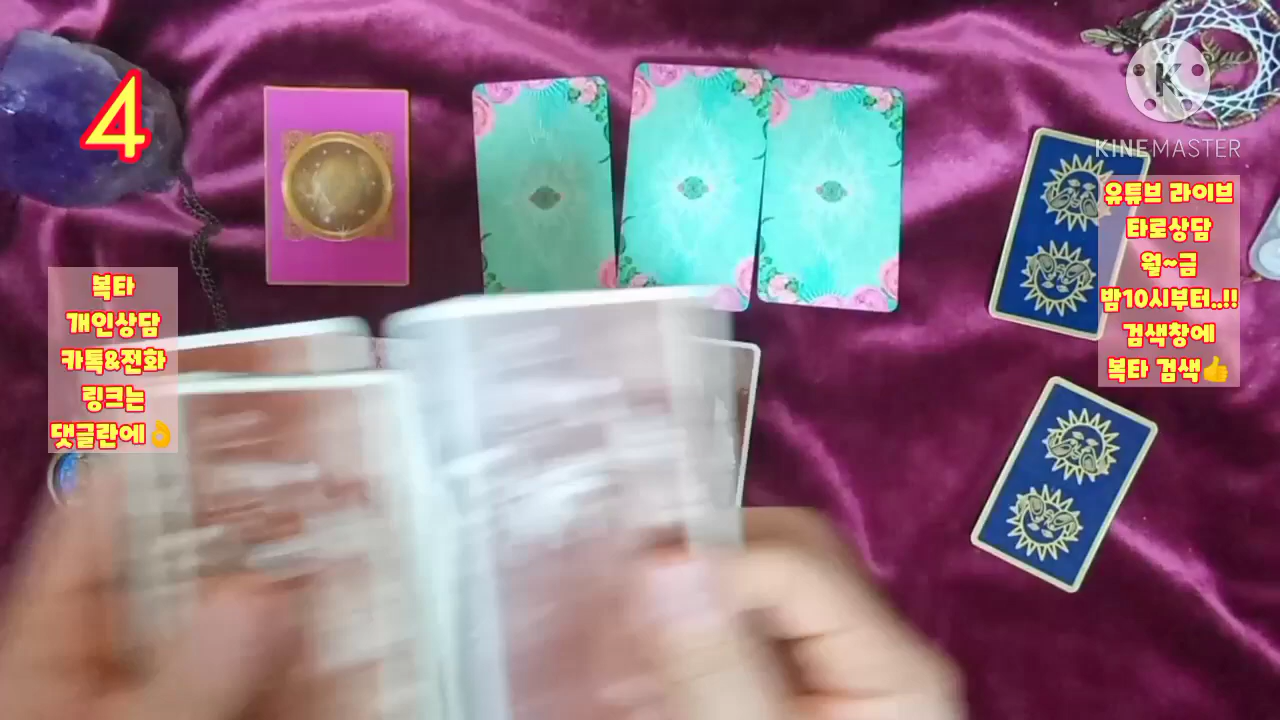 4
K
KINEMASTER
유튜브 라이브
타로상담
월~금
밤10시부터..!!
검색창에
복타 검색👍
복타
개인상담
카톡&전화
링크는
댓글란에👌